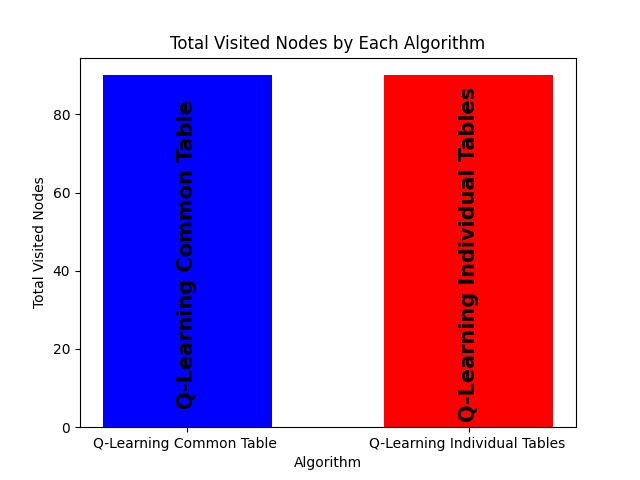 Total Visited Nodes by Each Algorithm
Total Visited Nodes
80
60
40
20
0
Q-Learning Common Table
Q-Learning Individual Tables
Q-Learning Common Table
Q-Learning Individual Tables
Algorithm